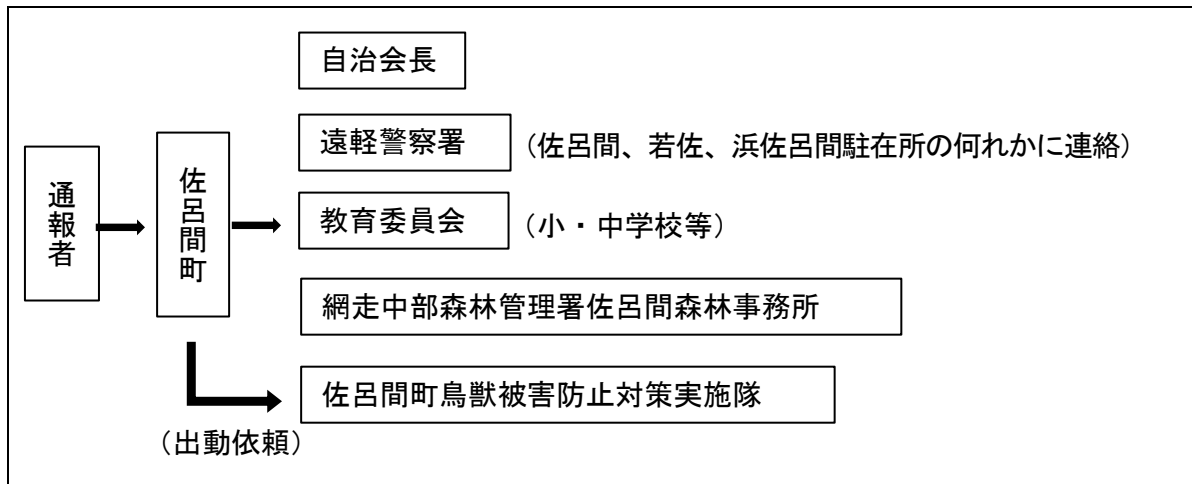 自治会長
遠軽警察署
(佐呂間、若佐、浜佐呂間駐在所の何れかに連絡)
通報者
佐呂間町
教育委員会
(小・中学校等)
網走中部森林管理署佐呂間森林事務所
佐呂間町鳥獣被害防止対策実施隊
(出動依頼)